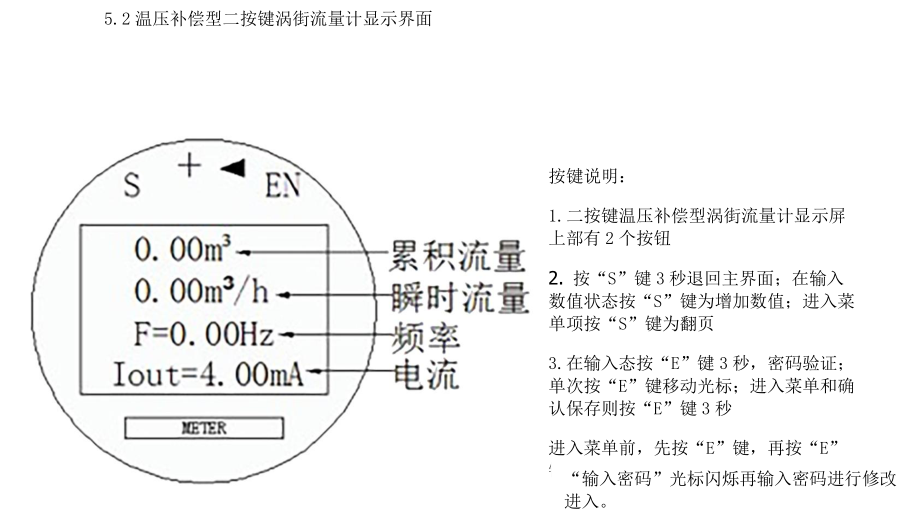 5.2 温压补偿型二按键涡街流量计显示界面
S + ◄ EN
0.00m³
累积流量
0.00m³/h
瞬时流量
F=0.00Hz
频率
Iout=4.00mA
电流
METER
按键说明：
1.二按键温压补偿型涡街流量计显示屏
上部有 2 个按钮
2. 按“S”键 3 秒退回主界面；在输入
数值状态按“S”键为增加数值；进入菜
单项按“S”键为翻页
3.在输入态按“E”键 3 秒，密码验证；
单次按“E”键移动光标；进入菜单和确
认保存则按“E”键 3 秒
进入菜单前，先按“E”键，再按“E”
“输入密码”光标闪烁再输入密码进行修改
进入。